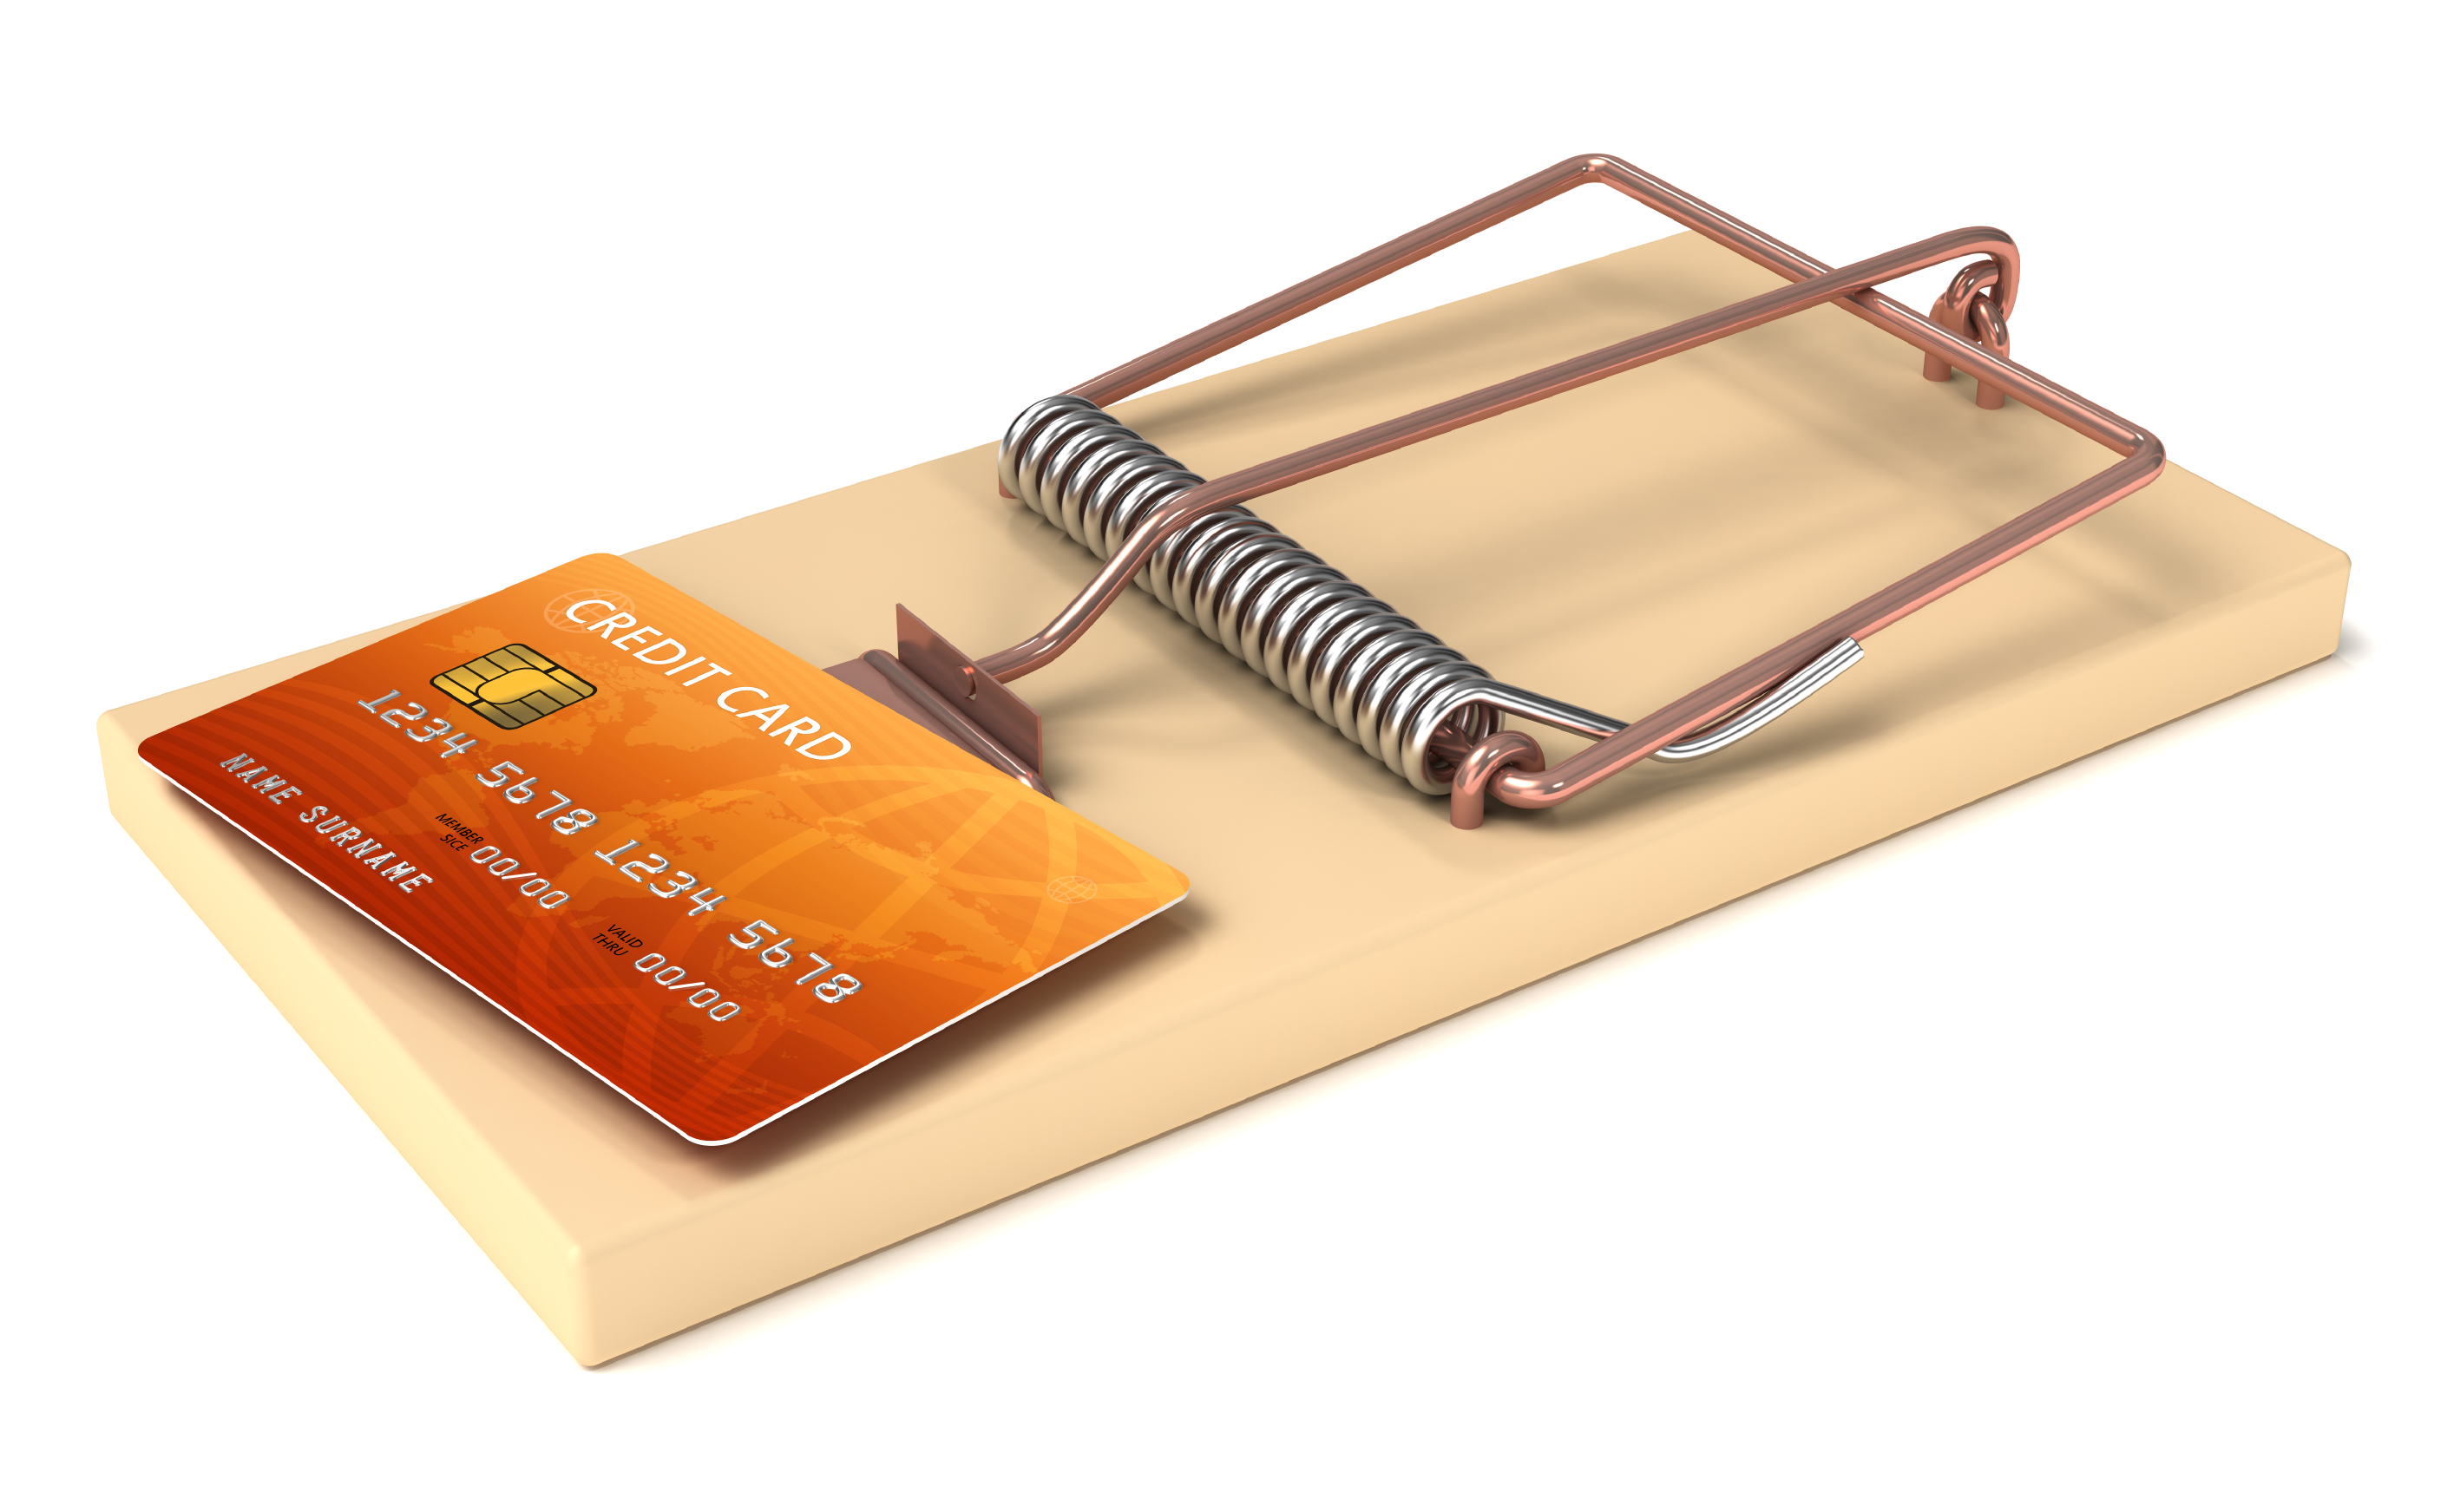 CREDIT CARD
1234 5678 1234 5678
MEMBER
SICE
00/00
VALID
THRU
00/00
NAME SURNAME